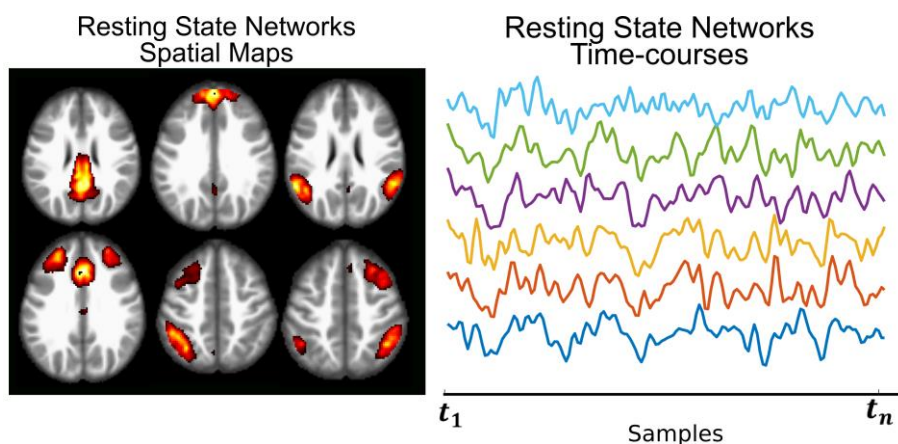 Resting State Networks
Spatial Maps
Resting State Networks
Time-courses
t1
tn
Samples